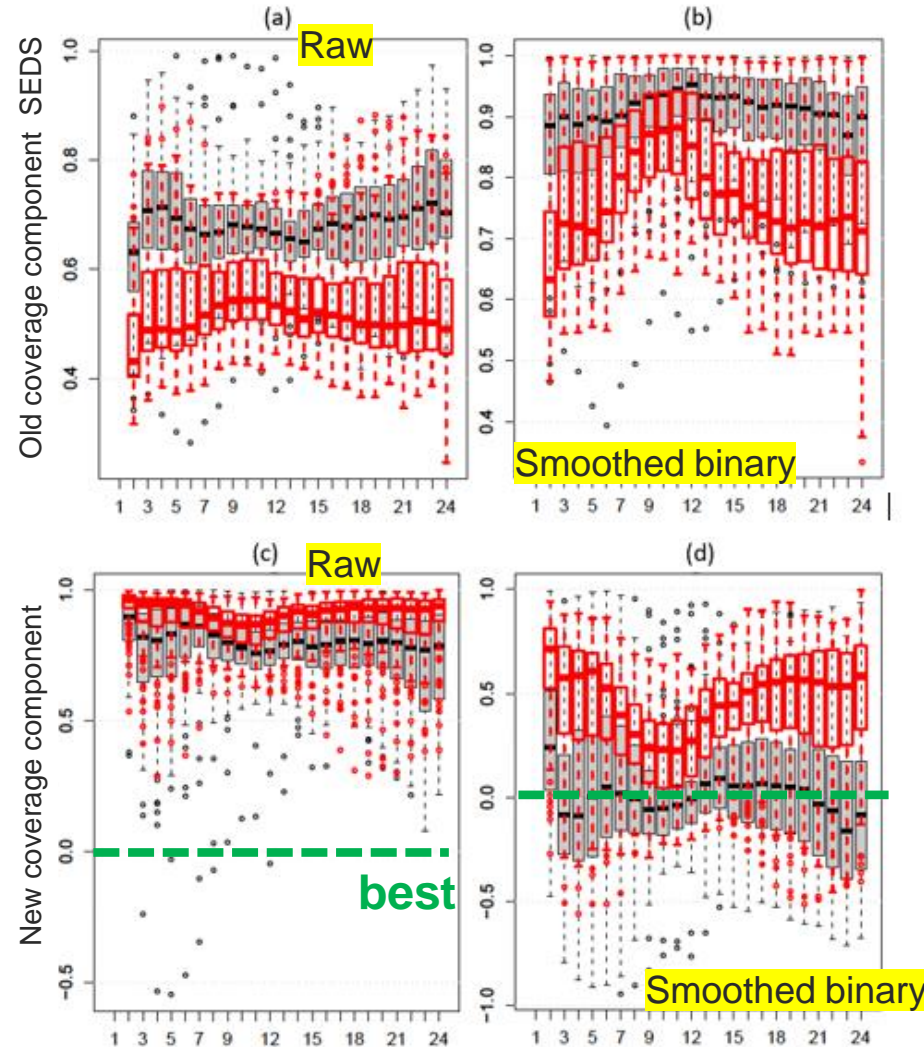 (a)
Raw
Old coverage component SEDS
1.0
0.8
0.6
0.4
1 3 5 7 9 12 15 18 21 24
(b)
Smoothed binary
1.0
0.9
0.8
0.7
0.6
0.5
0.4
1 3 5 7 9 12 15 18 21 24
(c)
Raw
New coverage component
1.0
0.5
0.0
best
-0.5
1 3 5 7 9 12 15 18 21 24
(d)
1.0
0.5
0.0
-0.5
-1.0
Smoothed binary
1 3 5 7 9 12 15 18 21 24